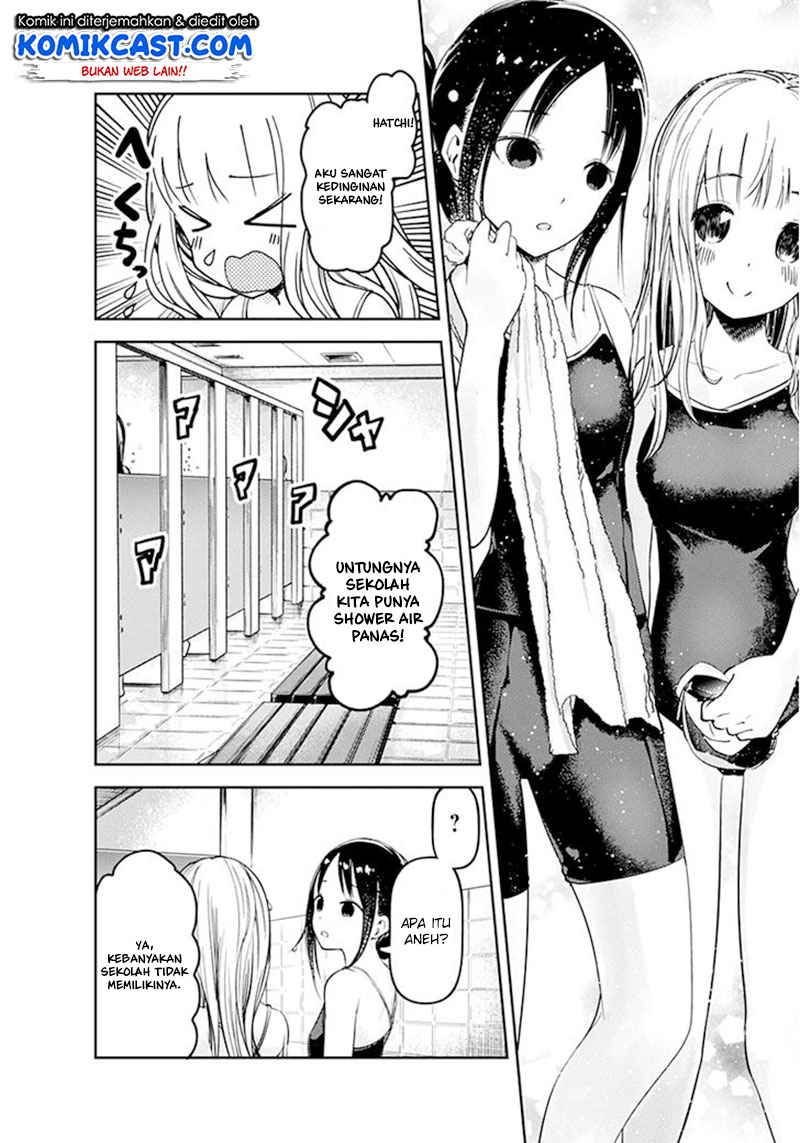 Komik ini diterjemahkan & diedit oleh
KOMIKCAST.COM
BUKAN WEB LAIN!!
HATCHI!
AKU SANGAT
KEDINGINAN
SEKARANG!
へくちっ
シャアアア
UNTUNGNYA
SEKOLAH
KITA PUNYA
SHOWER AIR
PANAS!
?
APA ITU
ANEH?
YA,
KEBANYAKAN
SEKOLAH TIDAK
MEMILIKINYA.